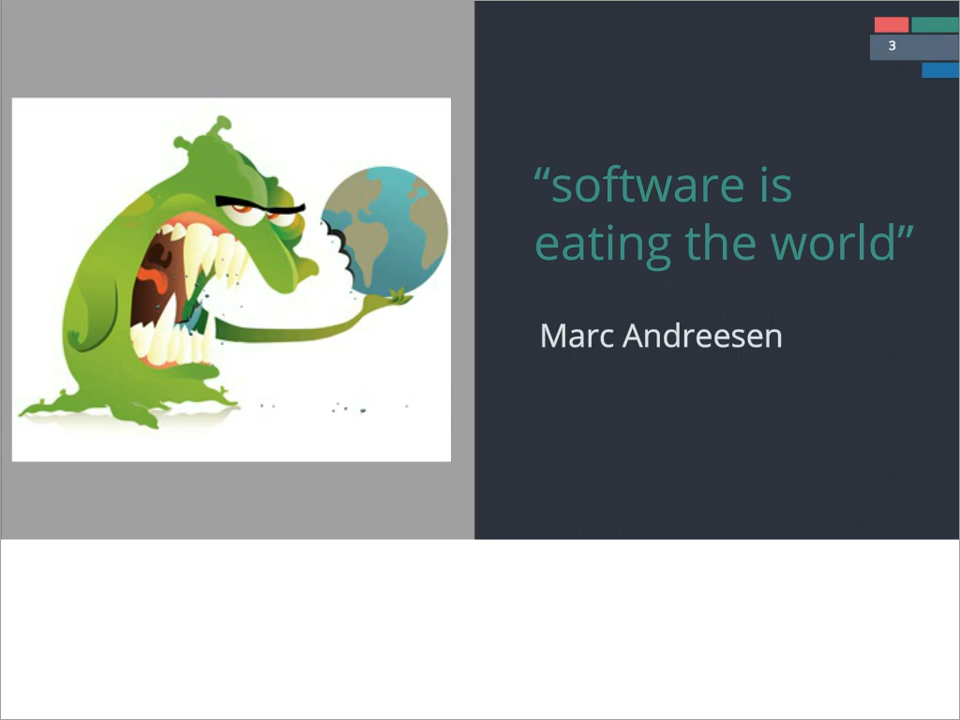 3
“software is
eating the world”
Marc Andreesen